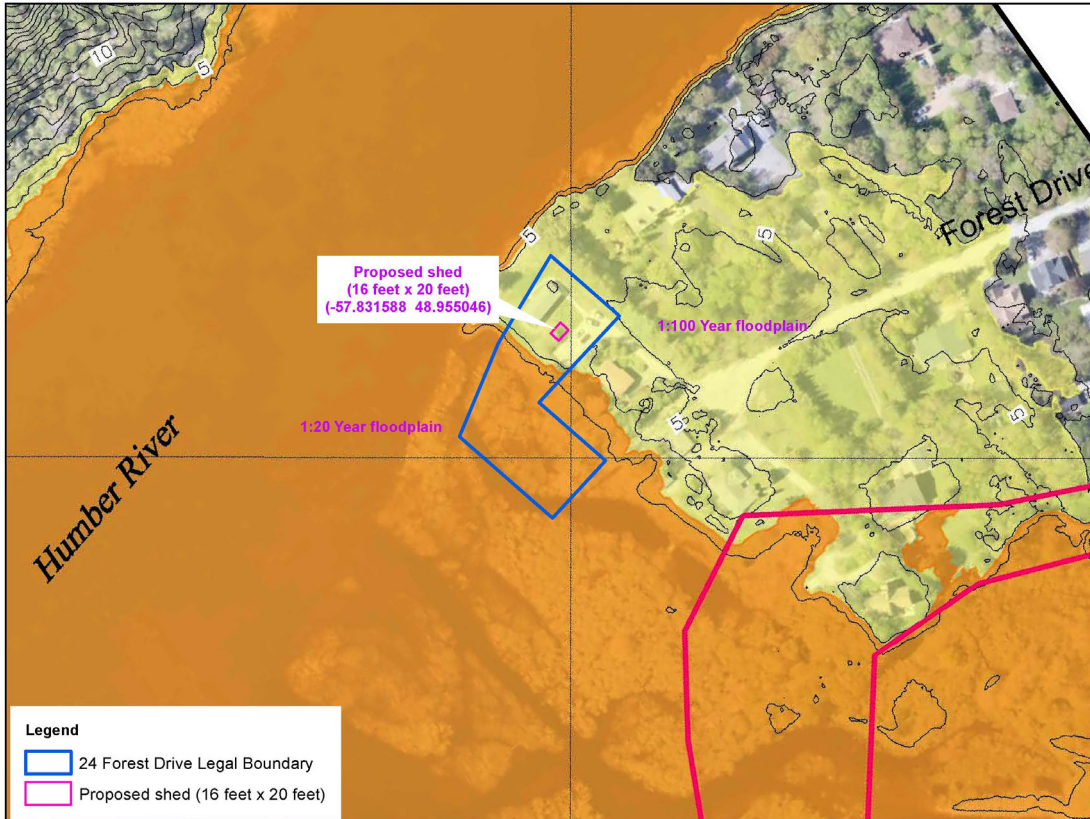 10
5
Forest Drive
5
5
Proposed shed
(16 feet x 20 feet)
(-57.831588 48.955046)
1:100 Year floodplain
5
5
1:20 Year floodplain
Humber River
Legend
24 Forest Drive Legal Boundary
Proposed shed (16 feet x 20 feet)